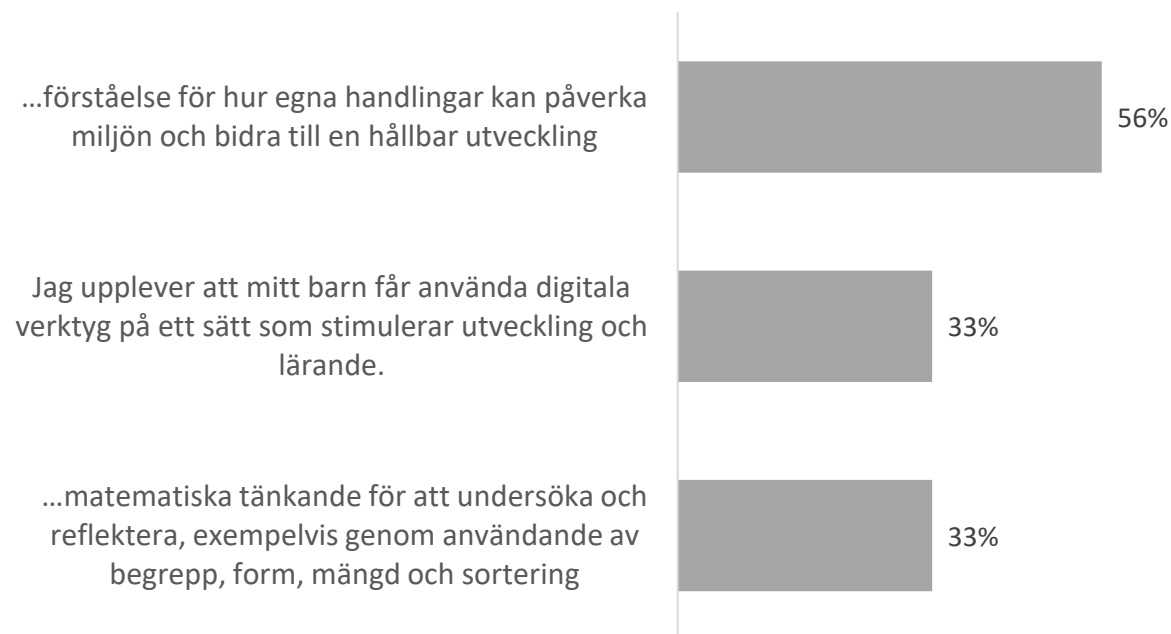 …förståelse för hur egna handlingar kan påverka
miljön och bidra till en hållbar utveckling
56%
Jag upplever att mitt barn får använda digitala
verktyg på ett sätt som stimulerar utveckling och
lärande.
33%
…matematiska tänkande för att undersöka och
reflektera, exempelvis genom användande av
begrepp, form, mängd och sortering
33%